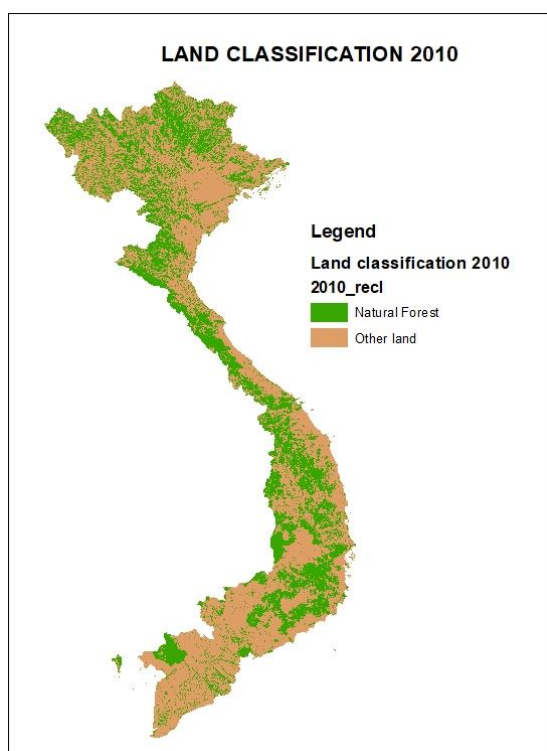 LAND CLASSIFICATION 2010
Legend
Land classification 2010
2010_recl
Natural Forest
Other land